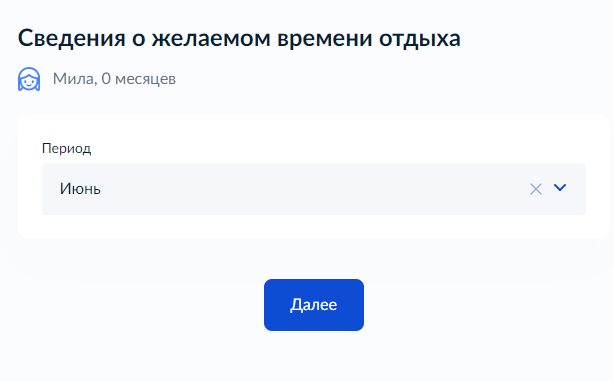 Сведения о желаемом времени отдыха
Мила, 0 месяцев
Период
Июнь
Далее